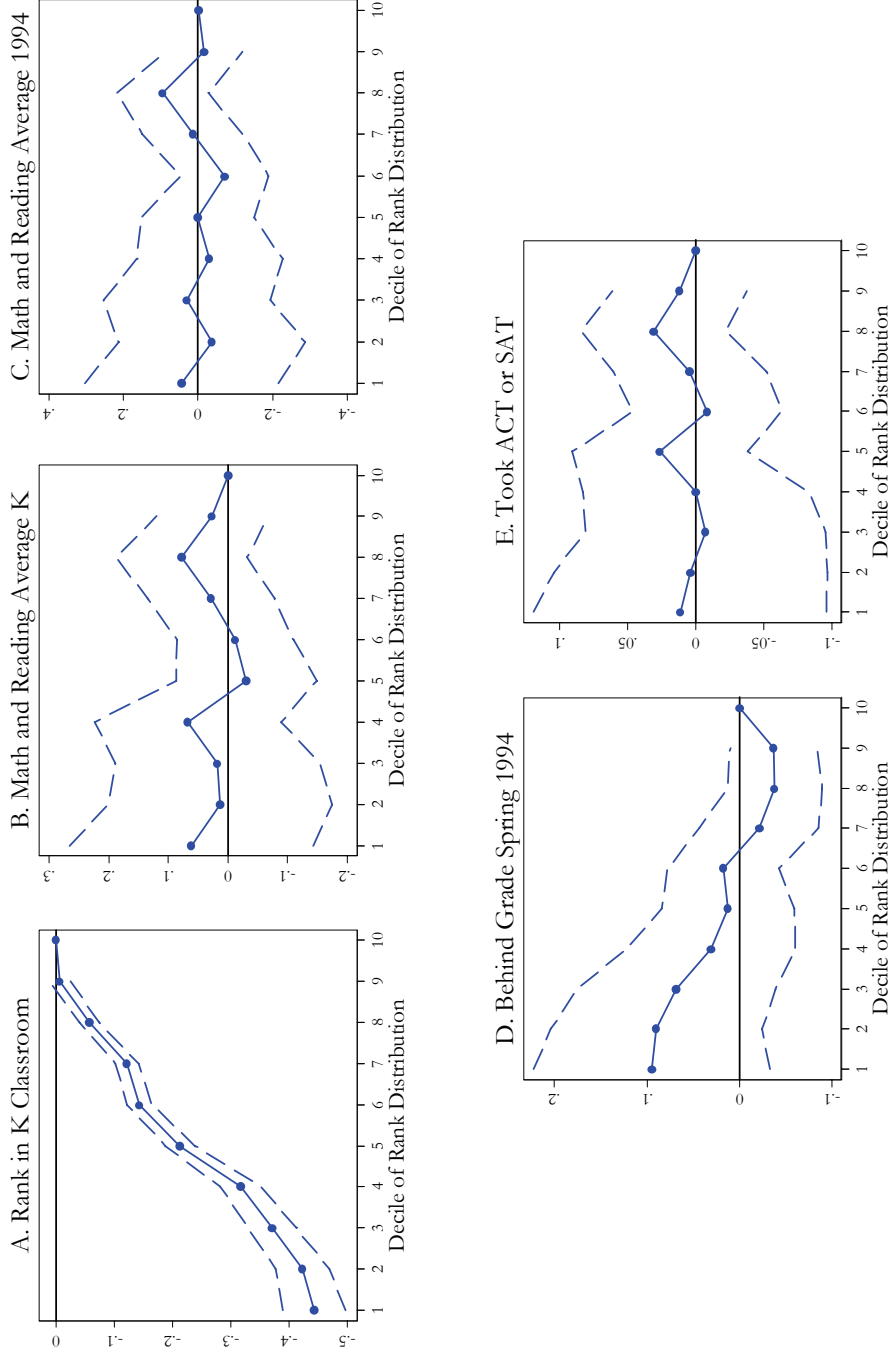 A. Rank in K Classroom
0
-.1
-.2
-.3
-.4
-.5
1 2 3 4 5 6 7 8 9 10
Decile of Rank Distribution
B. Math and Reading Average K
.3
.2
.1
0
-.1
-.2
1 2 3 4 5 6 7 8 9 10
Decile of Rank Distribution
C. Math and Reading Average 1994
.4
.2
0
-.2
-.4
1 2 3 4 5 6 7 8 9 10
Decile of Rank Distribution
D. Behind Grade Spring 1994
.2
.1
0
-.1
1 2 3 4 5 6 7 8 9 10
Decile of Rank Distribution
E. Took ACT or SAT
.1
.05
0
-.05
-.1
1 2 3 4 5 6 7 8 9 10
Decile of Rank Distribution